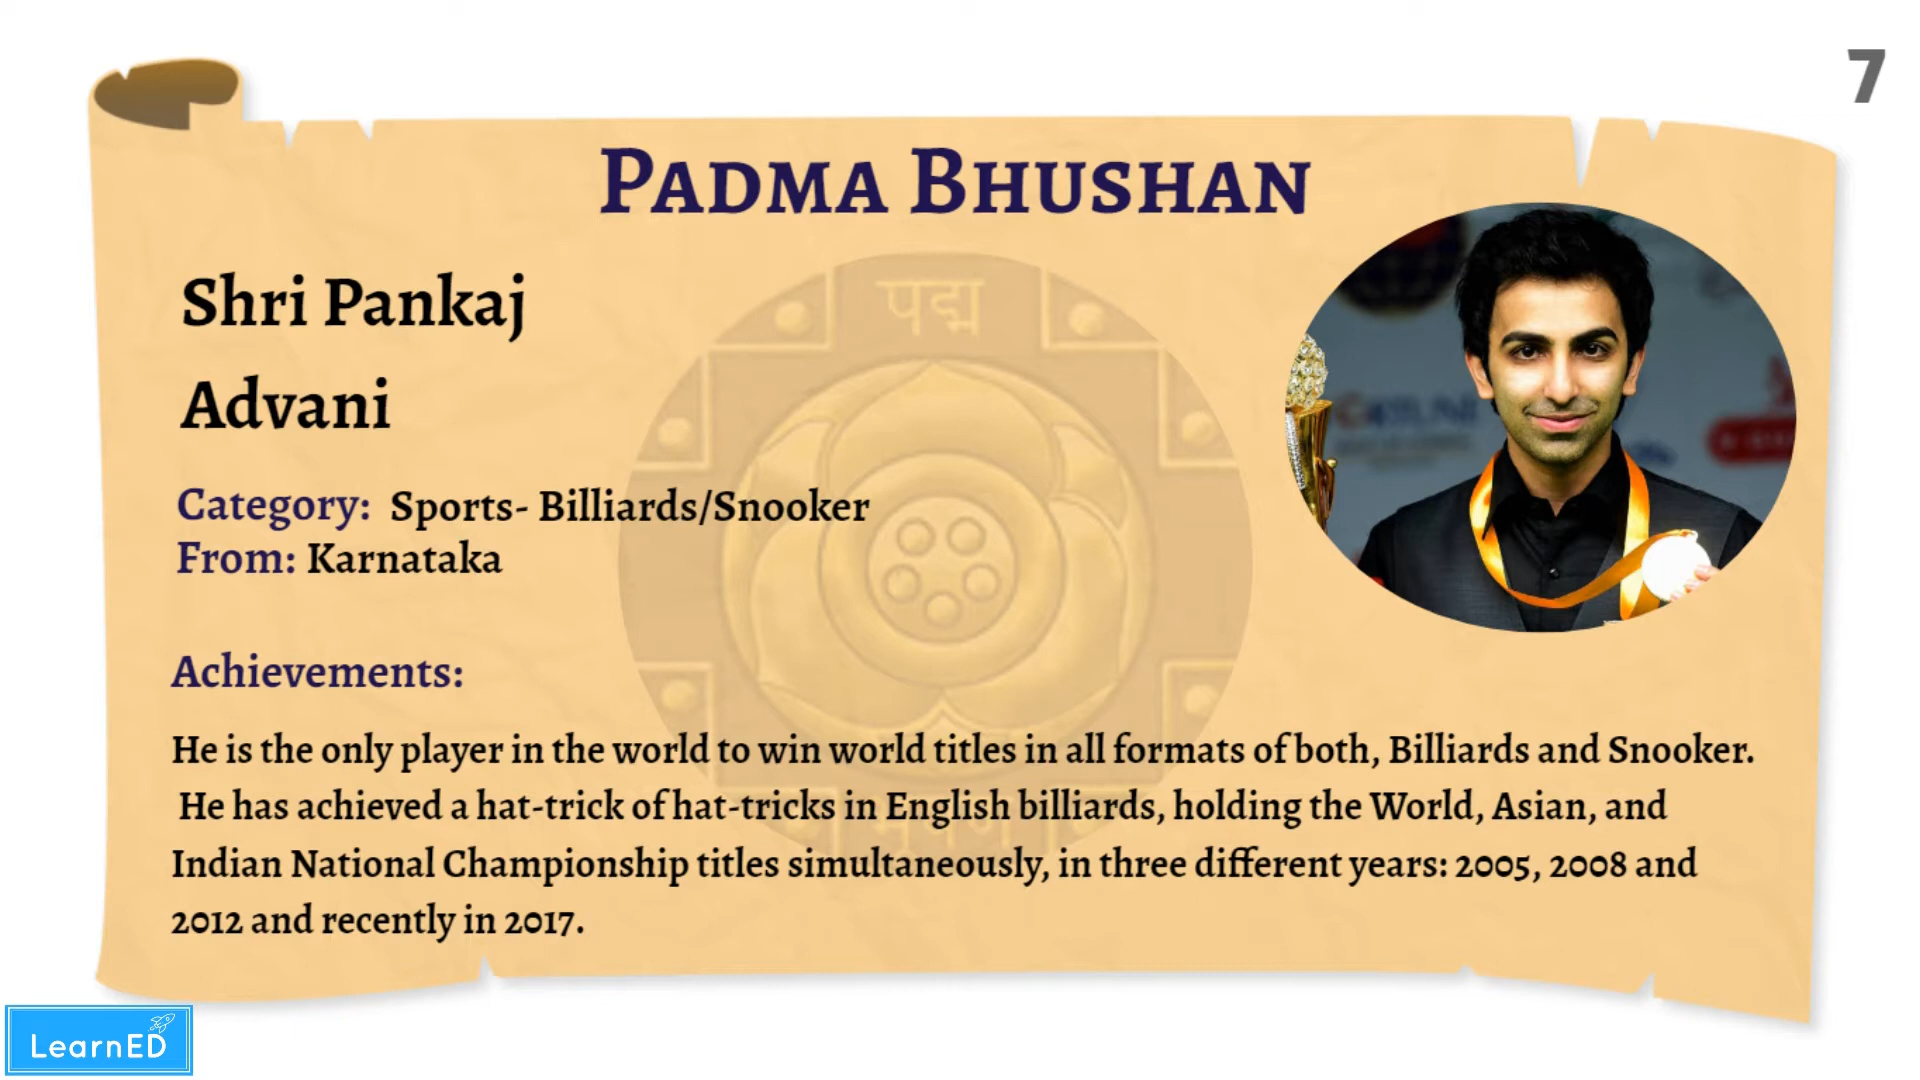 7
Padma Bhushan
पद्म
Shri Pankaj
Advani
Category: Sports- Billiards/Snooker
From: Karnataka
Achievements:
He is the only player in the world to win world titles in all formats of both, Billiards and Snooker.
He has achieved a hat-trick of hat-tricks in English billiards, holding the World, Asian, and
Indian National Championship titles simultaneously, in three different years: 2005, 2008 and
2012 and recently in 2017.
LearnED